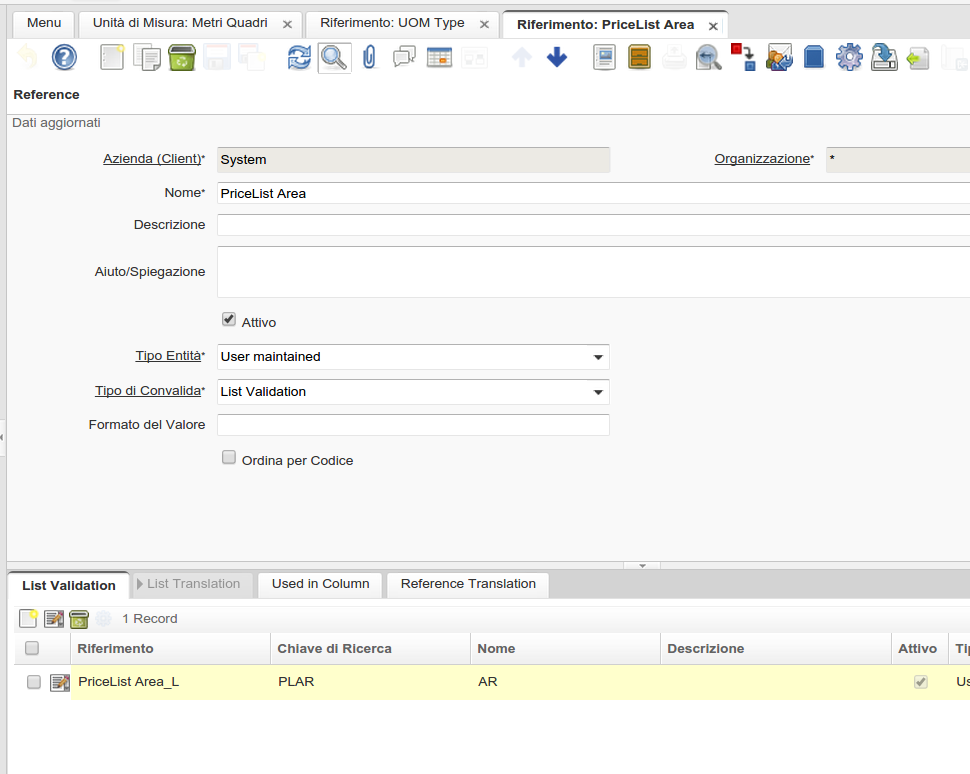 Menu Unità di Misura: Metri Quadri Riferimento: UOM Type Riferimento: PriceList Area
Reference
Dati aggiornati
Azienda (Client)* System Organizzazione* *
Nome* PriceList Area
Descrizione
Aiuto/Spiegazione
Attivo
Tipo Entità* User maintained
Tipo di Convalida* List Validation
Formato del Valore
Ordina per Codice
List Validation List Translation Used in Column Reference Translation
1 Record
Riferimento Chiave di Ricerca Nome Descrizione Attivo
PriceList Area_L PLAR AR